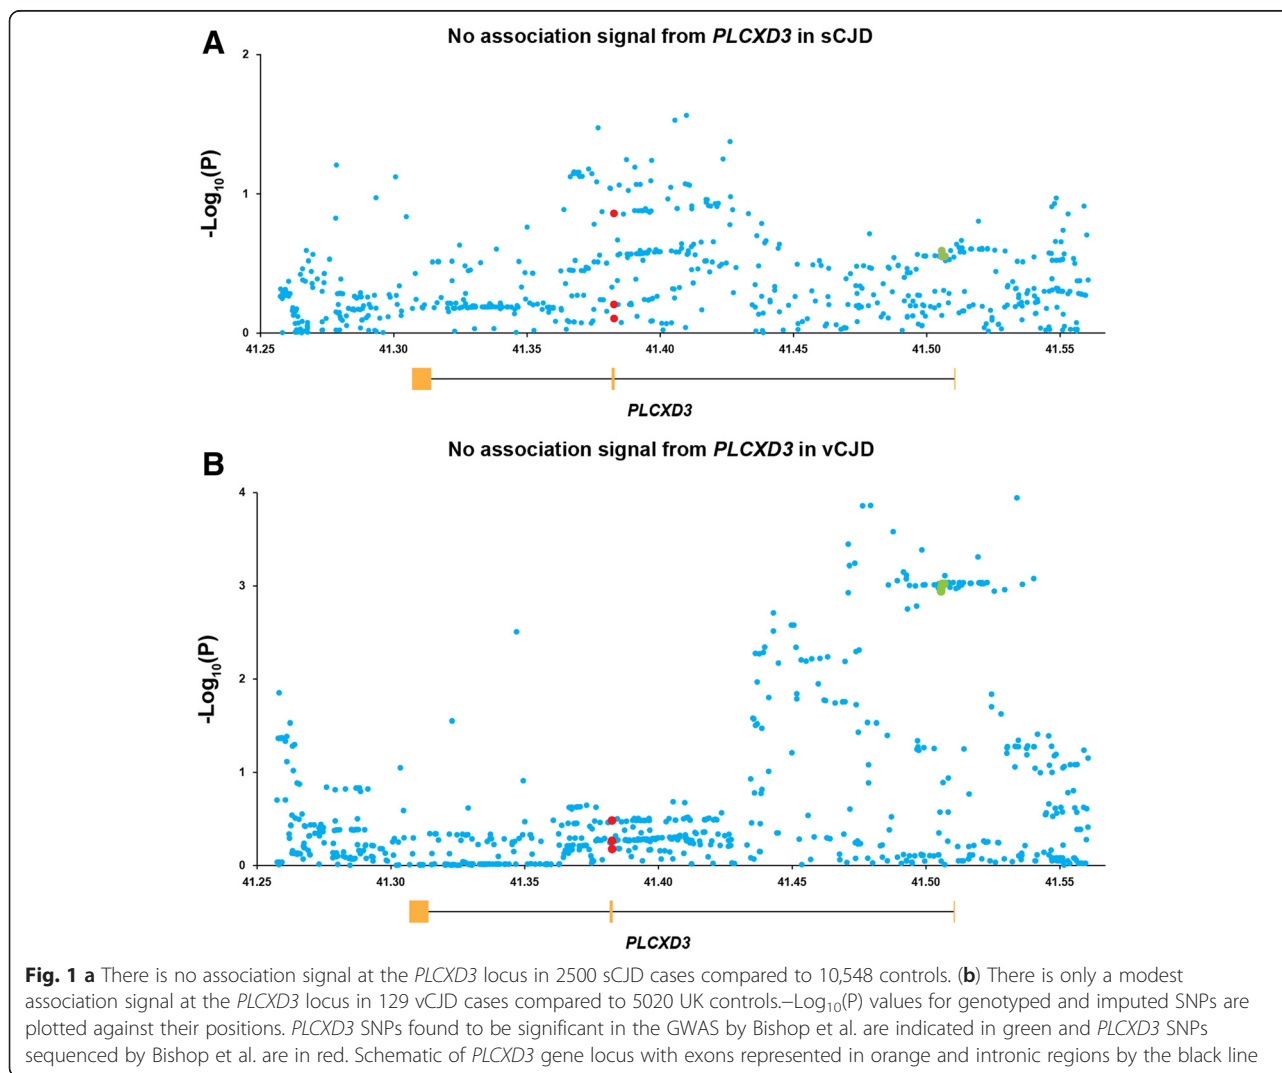 A
No association signal from PLCXD3 in sCJD
2
1
0
-Log10(P)
41.25 41.30 41.35 41.40 41.45 41.50 41.55
PLCXD3
B
No association signal from PLCXD3 in vCJD
4
3
2
1
0
-Log10(P)
41.25 41.30 41.35 41.40 41.45 41.50 41.55
PLCXD3
Fig. 1 a There is no association signal at the PLCXD3 locus in 2500 sCJD cases compared to 10,548 controls. (b) There is only a modest
association signal at the PLCXD3 locus in 129 vCJD cases compared to 5020 UK controls.–Log10(P) values for genotyped and imputed SNPs are
plotted against their positions. PLCXD3 SNPs found to be significant in the GWAS by Bishop et al. are indicated in green and PLCXD3 SNPs
sequenced by Bishop et al. are in red. Schematic of PLCXD3 gene locus with exons represented in orange and intronic regions by the black line